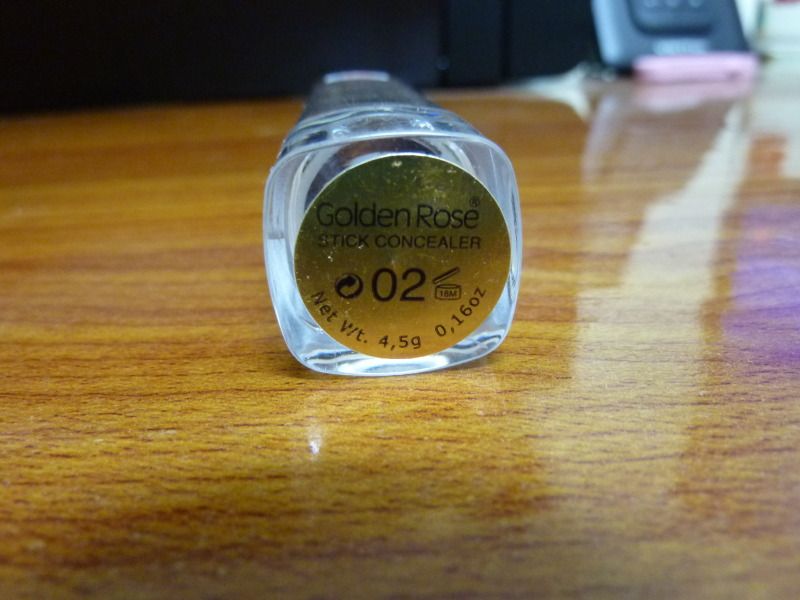 Golden Rose®
STICK CONCEALER
02
18M
Net Wt. 4,5g 0,16oz